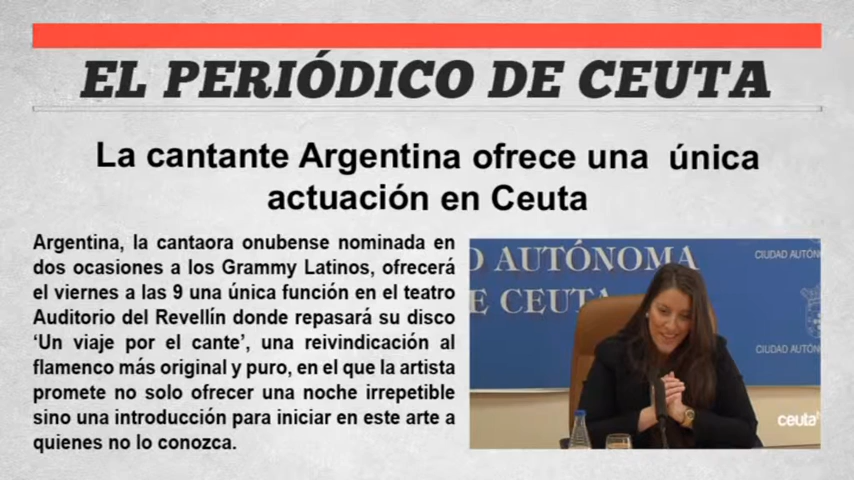 EL PERIÓDICO DE CEUTA
La cantante Argentina ofrece una única
actuación en Ceuta
Argentina, la cantaora onubense nominada en
dos ocasiones a los Grammy Latinos, ofrecerá
el viernes a las 9 una única función en el teatro
Auditorio del Revellín donde repasará su disco
‘Un viaje por el cante’, una reivindicación al
flamenco más original y puro, en el que la artista
promete no solo ofrecer una noche irrepetible
sino una introducción para iniciar en este arte a
quienes no lo conozca.
D AUTÓNOMA
E CEUTA
CIUDAD AUTÓN
CIUDAD AUTÓN
ceuta